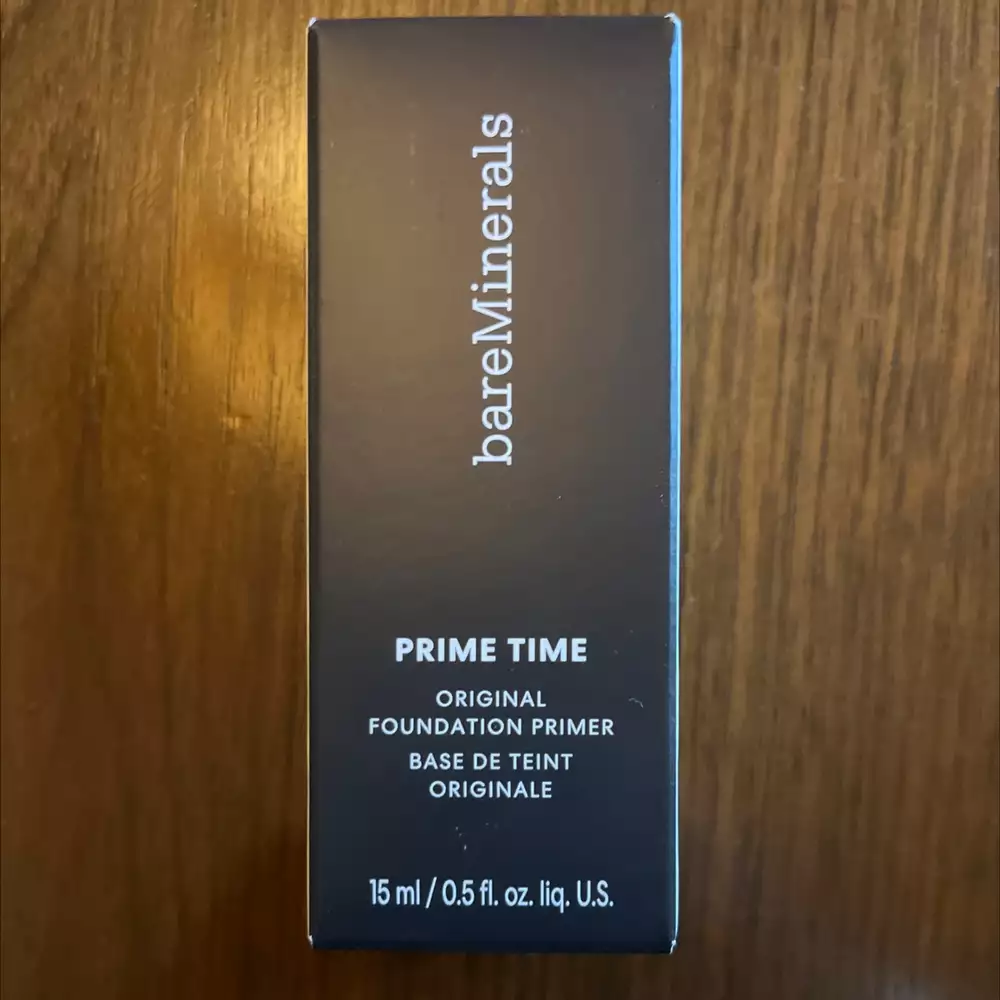 bareMinerals
PRIME TIME
ORIGINAL
FOUNDATION PRIMER
BASE DE TEINT
ORIGINALE
15 ml / 0.5 fl. oz. liq. U.S.